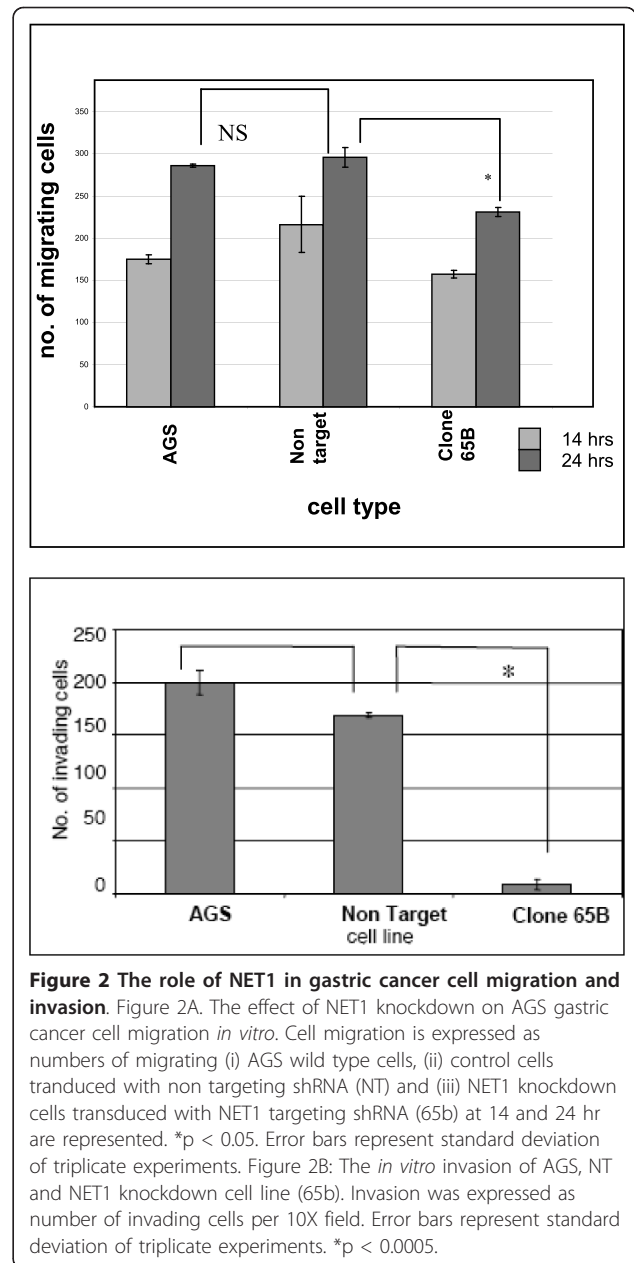 no. of migrating cells
350
300
250
200
150
100
50
0
NS
*
AGS
Non
target
Clone
65B
14 hrs
24 hrs
cell type
No. of invading cells
250
200
150
100
50
0
*
AGS
Non Target
Clone 65B
cell line
Figure 2 The role of NET1 in gastric cancer cell migration and
invasion. Figure 2A. The effect of NET1 knockdown on AGS gastric
cancer cell migration in vitro. Cell migration is expressed as
numbers of migrating (i) AGS wild type cells, (ii) control cells
tranduced with non targeting shRNA (NT) and (iii) NET1 knockdown
cells transduced with NET1 targeting shRNA (65b) at 14 and 24 hr
are represented. *p < 0.05. Error bars represent standard deviation
of triplicate experiments. Figure 2B: The in vitro invasion of AGS, NT
and NET1 knockdown cell line (65b). Invasion was expressed as
number of invading cells per 10X field. Error bars represent standard
deviation of triplicate experiments. *p < 0.0005.